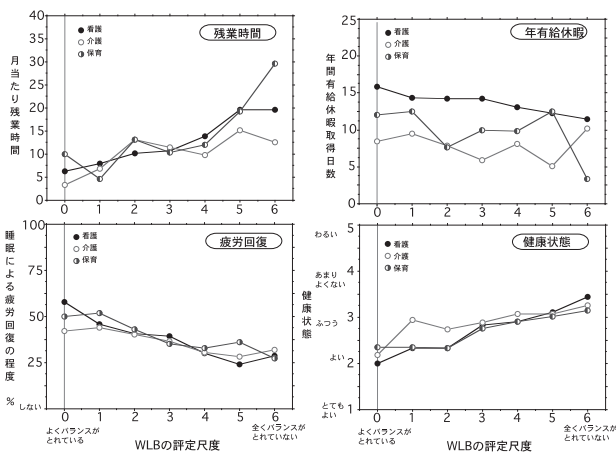 残業時間
月当たり残業時間
看護
介護
保育
40
35
30
25
20
15
10
5
0
0 1 2 3 4 5 6
年有給休暇
年間有給休暇取得日数
看護
介護
保育
25
20
15
10
5
0
0 1 2 3 4 5 6
疲労回復
睡眠による疲労回復の程度 %
看護
介護
保育
100
75
50
25
しない
0 1 2 3 4 5 6
よくバランスが
とれている
全くバランスが
とれていない
WLBの評定尺度
健康状態
健康状態
看護
介護
保育
5
4
3
2
1
わるい
あまり
よくない
ふつう
よい
とても
よい
0 1 2 3 4 5 6
よくバランスが
とれている
全くバランスが
とれていない
WLBの評定尺度